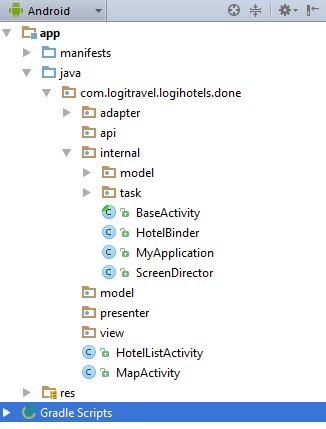 Android
app
manifests
java
com.logitravel.logihotels.done
adapter
api
internal
model
task
BaseActivity
HotelBinder
MyApplication
ScreenDirector
model
presenter
view
HotelListActivity
MapActivity
res
Gradle Scripts